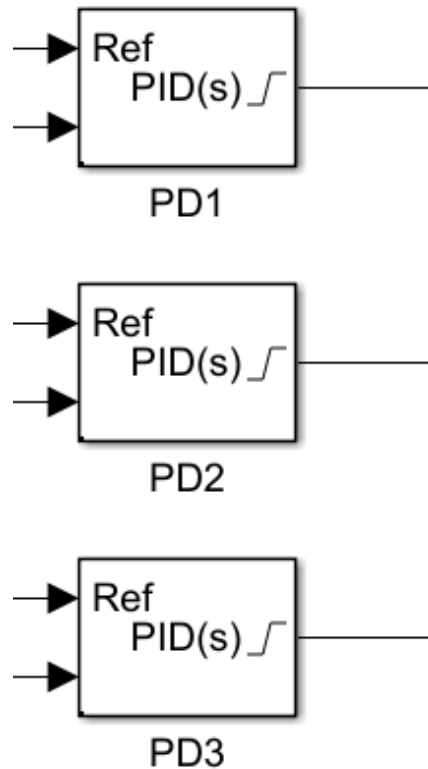 Ref
PID(s)
PD1
Ref
PID(s)
PD2
Ref
PID(s)
PD3